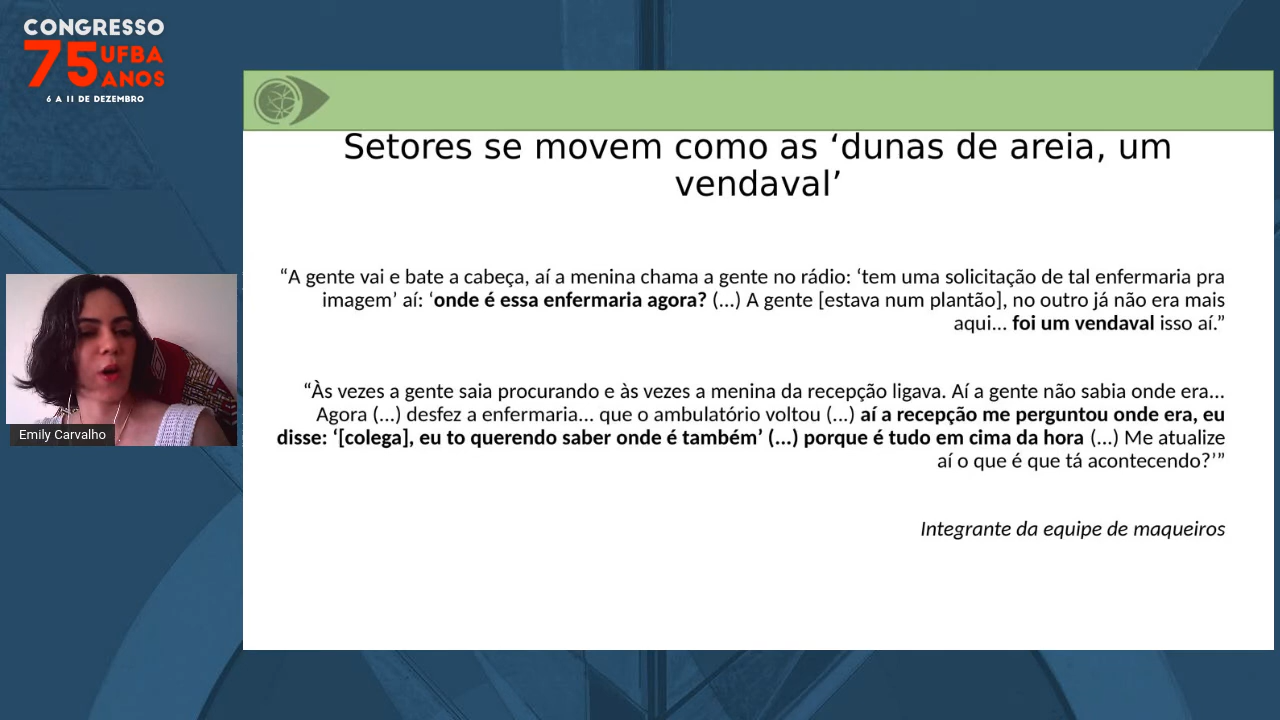 CONGRESSO
75 UFBA
ANOS
6 A 11 DE DEZEMBRO
Setores se movem como as ‘dunas de areia, um
vendaval’
“A gente vai e bate a cabeça, aí a menina chama a gente no rádio: ‘tem uma solicitação de tal enfermaria pra
imagem’ aí: ‘onde é essa enfermaria agora? (...) A gente [estava num plantão], no outro já não era mais
aqui... foi um vendaval isso aí.”
“Às vezes a gente saia procurando e às vezes a menina da recepção ligava. Aí a gente não sabia onde era...
Agora (...) desfez a enfermaria... que o ambulatório voltou (...) aí a recepção me perguntou onde era, eu
disse: ‘[colega], eu to querendo saber onde é também’ (...) porque é tudo em cima da hora (...) Me atualize
aí o que é que tá acontecendo?’”
Integrante da equipe de maqueiros
Emily Carvalho